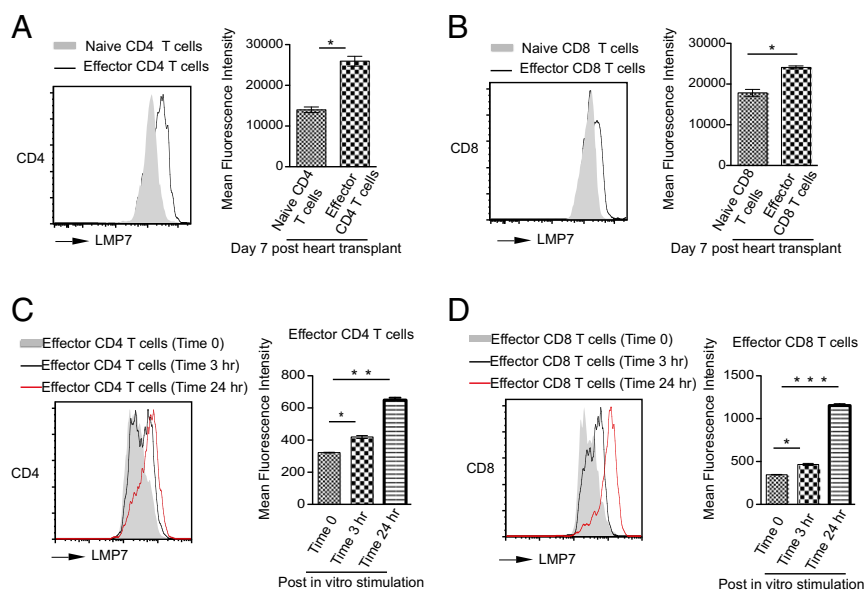 A
Naive CD4 T cells
Effector CD4 T cells
CD4
LMP7
Mean Fluorescence Intensity
30000
20000
10000
0
*
Naive CD4
T cells
Effector
CD4 T cells
Day 7 post heart transplant
B
Naive CD8 T cells
Effector CD8 T cells
CD8
LMP7
Mean Fluorescence Intensity
30000
20000
10000
0
*
Naive CD8
T cells
Effector
CD8 T cells
Day 7 post heart transplant
C
Effector CD4 T cells (Time 0)
Effector CD4 T cells (Time 3 hr)
Effector CD4 T cells (Time 24 hr)
CD4
LMP7
Effector CD4 T cells
Mean Fluorescence Intensity
800
600
400
200
0
* *
*
Time 0
Time 3 hr
Time 24 hr
Post in vitro stimulation
D
Effector CD8 T cells (Time 0)
Effector CD8 T cells (Time 3 hr)
Effector CD8 T cells (Time 24 hr)
CD8
LMP7
Effector CD8 T cells
Mean Fluorescence Intensity
1500
1000
500
0
* * *
*
Time 0
Time 3 hr
Time 24 hr
Post in vitro stimulation